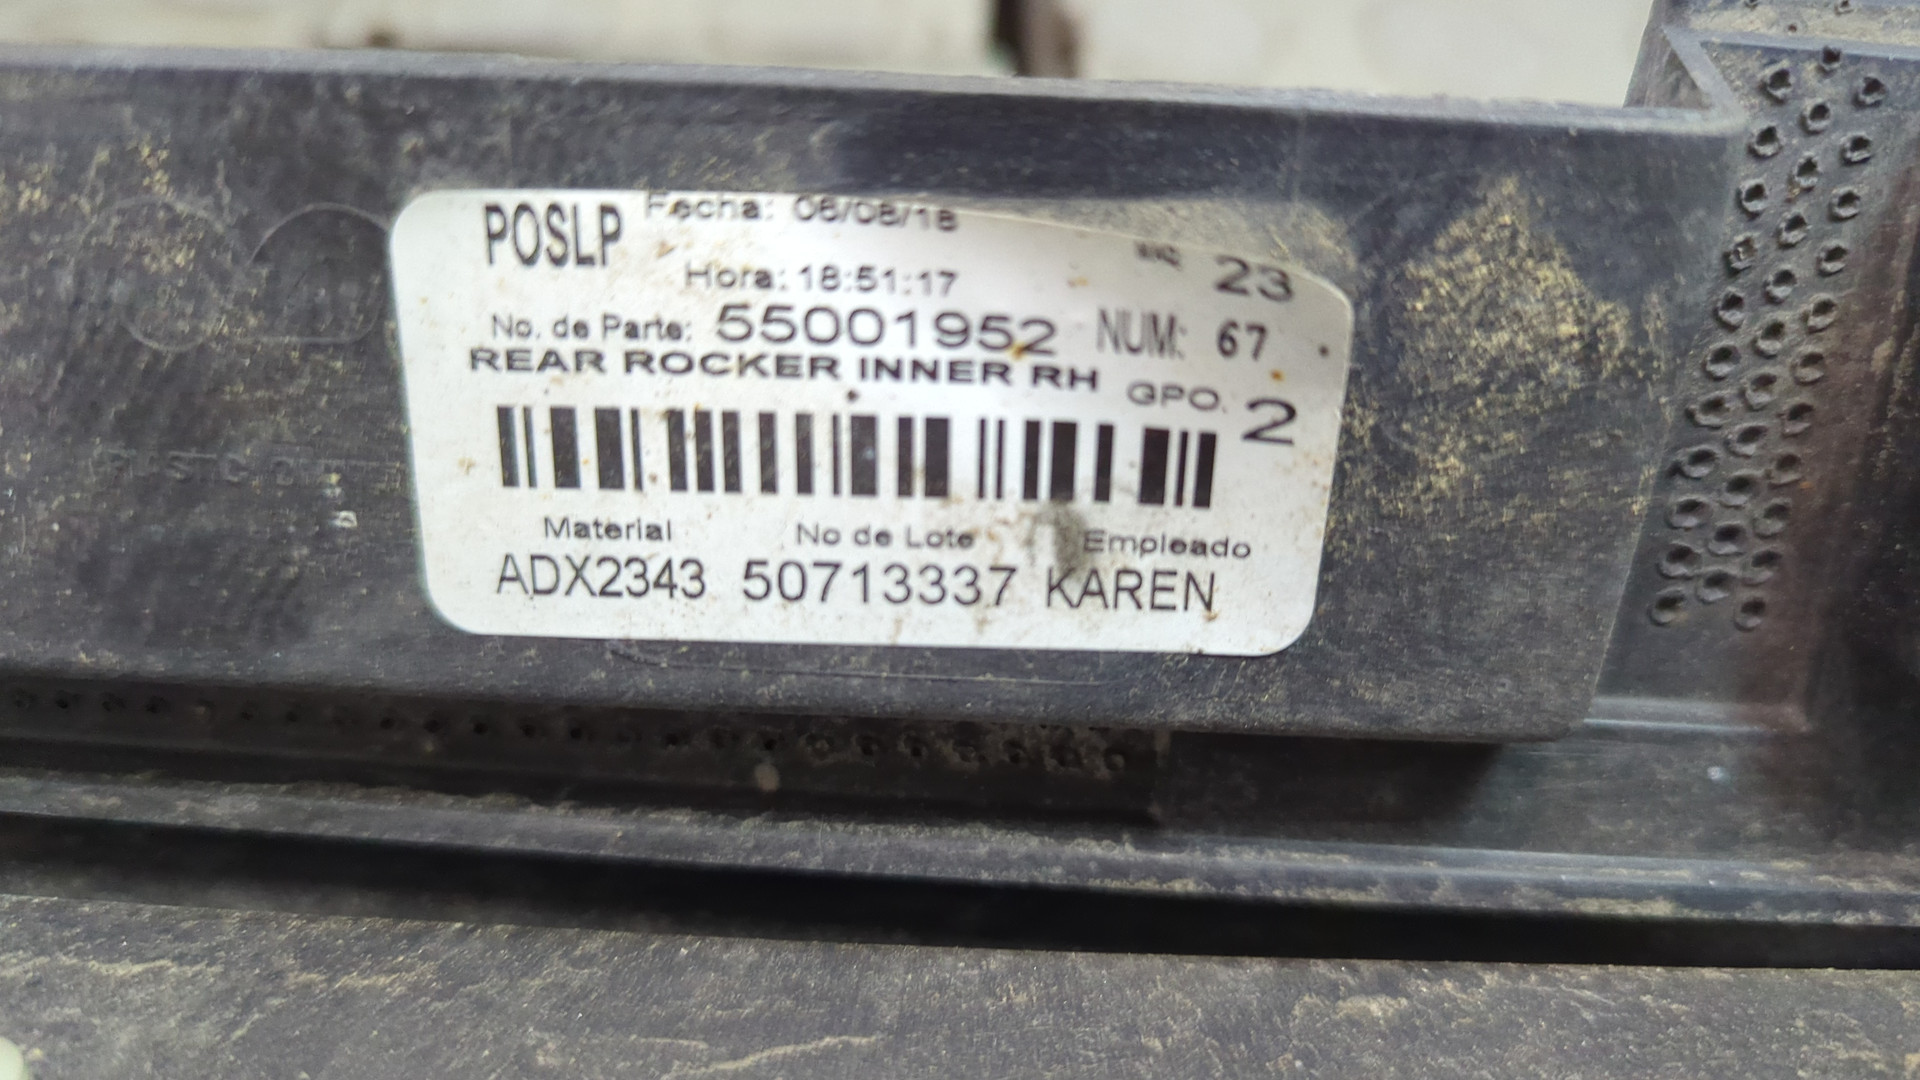 POSLP Fecha: 06/08/18
23
Hora: 18:51:17
No. de Parte: 55001952 NUM: 67
REAR ROCKER INNER RH GPO. 2
Material No de Lote Empleado
ADX2343 50713337 KAREN